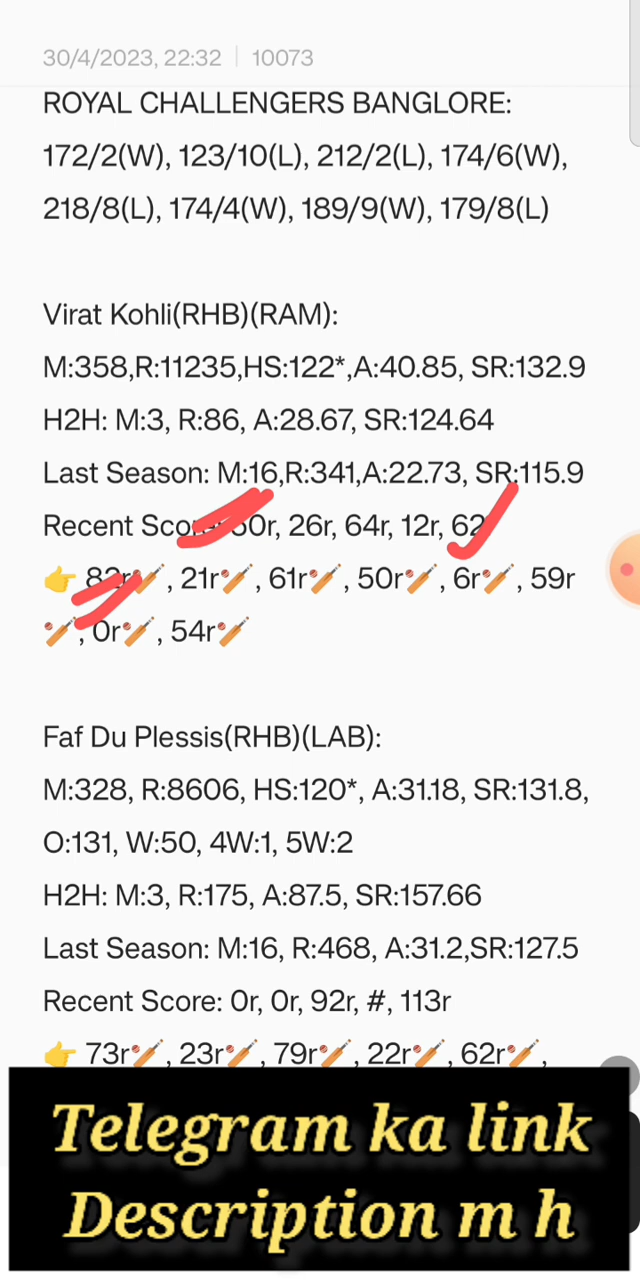 30/4/2023, 22:32 | 10073
ROYAL CHALLENGERS BANGLORE:
172/2(W), 123/10(L), 212/2(L), 174/6(W),
218/8(L), 174/4(W), 189/9(W), 179/8(L)
Virat Kohli(RHB)(RAM):
M:358,R:11235,HS:122*,A:40.85, SR:132.9
H2H: M:3, R:86, A:28.67, SR:124.64
Last Season: M:16,R:341,A:22.73, SR:115.9
Recent 26r, 64r, 12r, 62
👉 82r🏏, 21r🏏, 61r🏏, 50r🏏, 6r🏏, 59r
🏏, 0r🏏, 54r🏏
Faf Du Plessis(RHB)(LAB):
M:328, R:8606, HS:120*, A:31.18, SR:131.8,
O:131, W:50, 4W:1, 5W:2
H2H: M:3, R:175, A:87.5, SR:157.66
Last Season: M:16, R:468, A:31.2,SR:127.5
Recent Score: 0r, 0r, 92r, #, 113r
👉 73r🏏, 23r🏏, 79r🏏, 22r🏏, 62r🏏,
Telegram ka link
Description m h